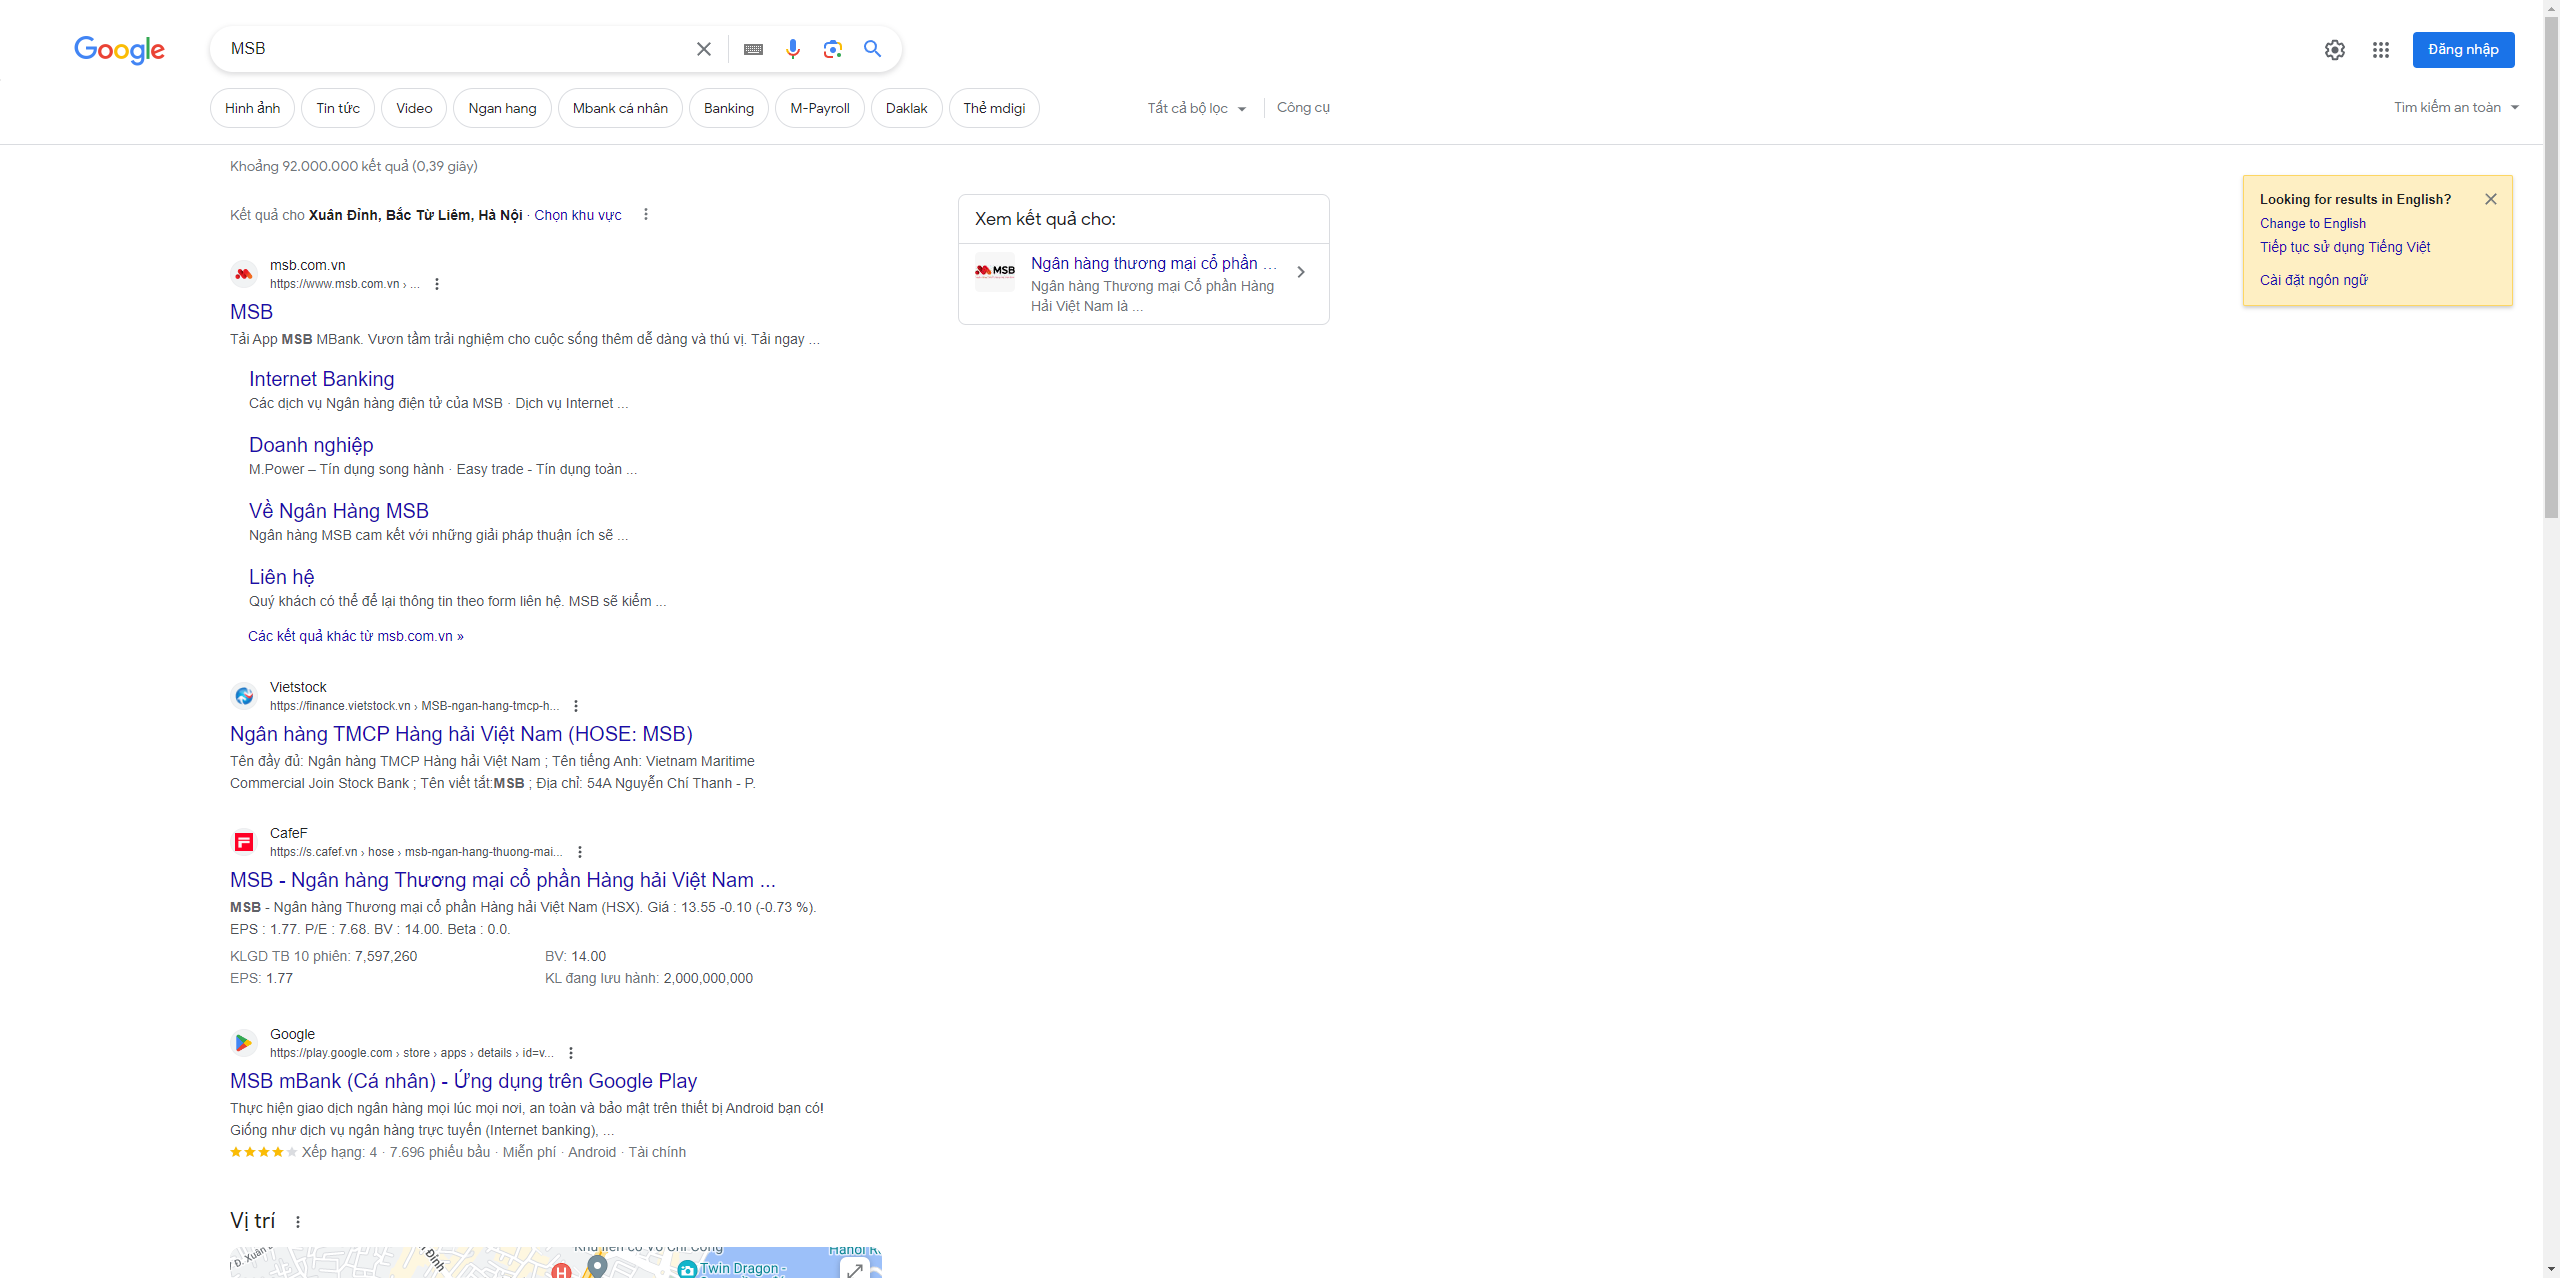 Google
MSB
Đăng nhập
Hình ảnh
Tin tức
Video
Ngan hang
Mbank cá nhân
Banking
M-Payroll
Daklak
Thẻ mdigi
Tất cả bộ lọc
Công cụ
Tìm kiếm an toàn
Khoảng 92.000.000 kết quả (0,39 giây)
Kết quả cho Xuân Đỉnh, Bắc Từ Liêm, Hà Nội · Chọn khu vực
msb.com.vn
https://www.msb.com.vn › ...
MSB
Tải App MSB MBank. Vươn tầm trải nghiệm cho cuộc sống thêm dễ dàng và thú vị. Tải ngay ...
Internet Banking
Các dịch vụ Ngân hàng điện tử của MSB · Dịch vụ Internet ...
Doanh nghiệp
M.Power – Tín dụng song hành · Easy trade - Tín dụng toàn ...
Về Ngân Hàng MSB
Ngân hàng MSB cam kết với những giải pháp thuận ích sẽ ...
Liên hệ
Quý khách có thể để lại thông tin theo form liên hệ. MSB sẽ kiểm ...
Các kết quả khác từ msb.com.vn »
Vietstock
https://finance.vietstock.vn › MSB-ngan-hang-tmcp-h...
Ngân hàng TMCP Hàng hải Việt Nam (HOSE: MSB)
Tên đầy đủ: Ngân hàng TMCP Hàng hải Việt Nam ; Tên tiếng Anh: Vietnam Maritime
Commercial Join Stock Bank ; Tên viết tắt:MSB ; Địa chỉ: 54A Nguyễn Chí Thanh - P.
CafeF
https://s.cafef.vn › hose › msb-ngan-hang-thuong-mai...
MSB - Ngân hàng Thương mại cổ phần Hàng hải Việt Nam ...
MSB - Ngân hàng Thương mại cổ phần Hàng hải Việt Nam (HSX). Giá : 13.55 -0.10 (-0.73 %).
EPS : 1.77. P/E : 7.68. BV : 14.00. Beta : 0.0.
KLGD TB 10 phiên: 7,597,260
BV: 14.00
EPS: 1.77
KL đang lưu hành: 2,000,000,000
Google
https://play.google.com › store › apps › details › id=v...
MSB mBank (Cá nhân) - Ứng dụng trên Google Play
Thực hiện giao dịch ngân hàng mọi lúc mọi nơi, an toàn và bảo mật trên thiết bị Android bạn có!
Giống như dịch vụ ngân hàng trực tuyến (Internet banking), ...
Xếp hạng: 4 · 7.696 phiếu bầu · Miễn phí · Android · Tài chính
Vị trí
Đ. Xuân
Đỉnh
Khu liên cơ Võ Chí Công
H
Twin Dragon -
Hanoi
Xem kết quả cho:
MSB
Ngân hàng thương mại cổ phần ...
Ngân hàng Thương mại Cổ phần Hàng
Hải Việt Nam là ...
Looking for results in English?
Change to English
Tiếp tục sử dụng Tiếng Việt
Cài đặt ngôn ngữ